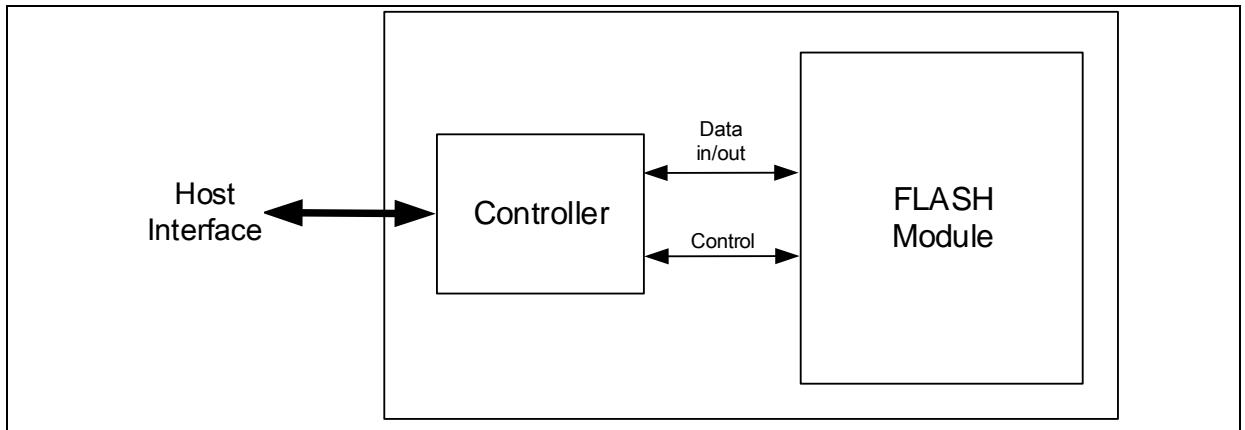 Host
Interface
Controller
Data
in/out
Control
FLASH
Module